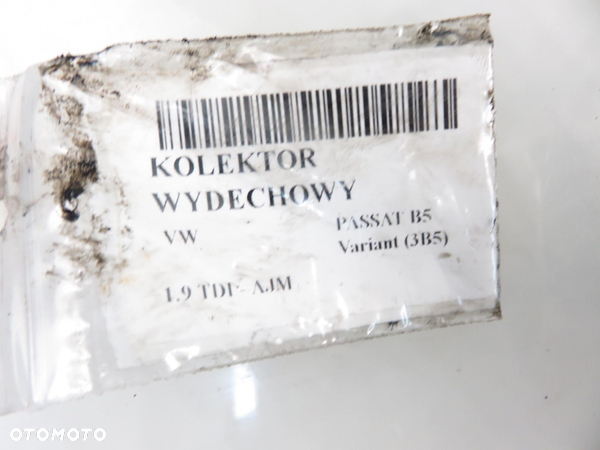 KOLEKTOR
WYDECHOWY
VW PASSAT B5
Variant (3B5)
1.9 TDI - AJM
OTOMOTO